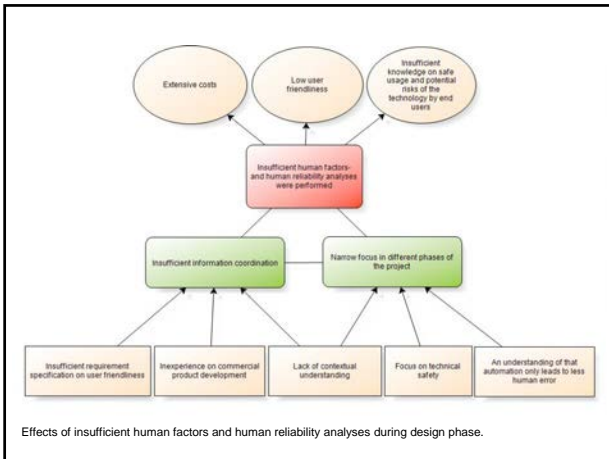 Extensive costs
Low user
friendliness
Insufficient
knowledge on safe
usage and potential
risks of the
technology by end
users
Insufficient human factors-
and human reliability analyses
were performed
Insufficient information coordination
Narrow focus in different phases of
the project
Insufficient requirement
specification on user friendliness
Inexperience on commercial
product development
Lack of contextual
understanding
Focus on technical
safety
An understanding of that
automation only leads to less
human error
Effects of insufficient human factors and human reliability analyses during design phase.